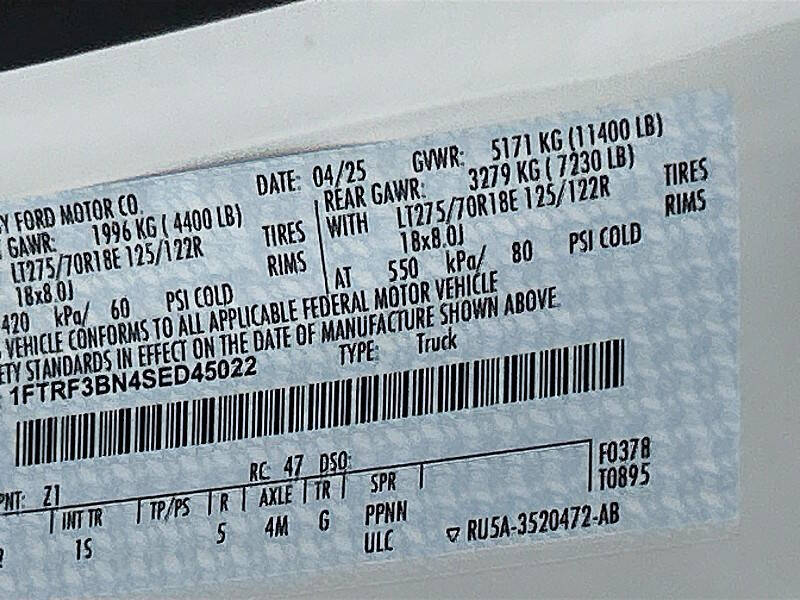 DATE: 04/25 GVWR: 5171 KG (11400 LB)
Y FORD MOTOR CO. REAR GAWR: 3279 KG (7230 LB)
GAWR: 1996 KG (4400 LB) WITH LT275/70R18E 125/122R TIRES
LT275/70R18E 125/122R TIRES 18x8.0J RIMS
18x8.0J RIMS AT 550 kPa/ 80 PSI COLD
420 kPa/ 60 PSI COLD
VEHICLE CONFORMS TO ALL APPLICABLE FEDERAL MOTOR VEHICLE
ETY STANDARDS IN EFFECT ON THE DATE OF MANUFACTURE SHOWN ABOVE
1FTRF3BN4SED45022 TYPE: Truck
F0378
RC: 47 DSO: T0895
PNT: Z1
INT TR TP/PS R AXLE TR SPR
1S 5 4M G PPNN
ULC RU5A-3520472-AB